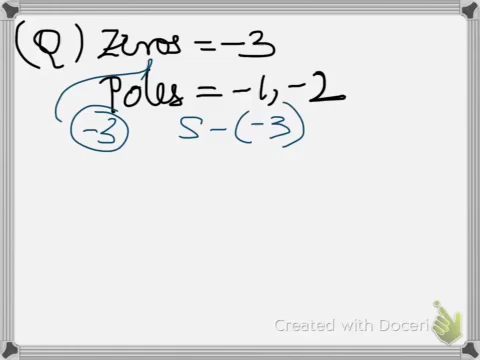 (Q) Zeros = -3
Poles = -1, -2
-3 S-(-3)
Created with Doceri